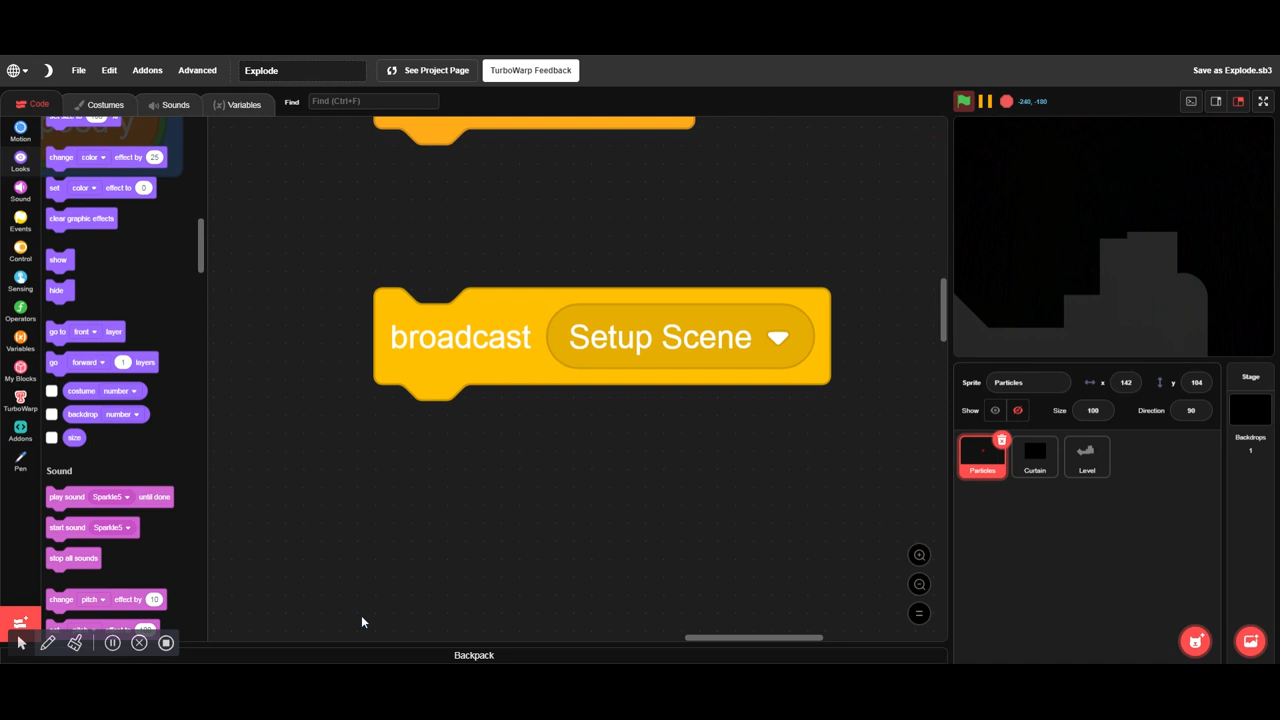 File Edit Addons Advanced Explode See Project Page TurboWarp Feedback Save as Explode.sb3
Code Costumes Sounds (x) Variables Find Find (Ctrl+F) -240, -180
Motion
Looks
Sound
Events
Control
Sensing
Operators
Variables
My Blocks
TurboWarp
Addons
Pen
change color effect by 25
set color effect to 0
clear graphic effects
show
hide
go to front layer
go forward 1 layers
costume number
backdrop number
size
Sound
play sound Sparkle5 until done
start sound Sparkle5
stop all sounds
change pitch effect by 10
broadcast Setup Scene
Backpack
Sprite Particles x 142 y 104
Show Size 100 Direction 90
Particles Curtain Level
Stage
Backdrops
1